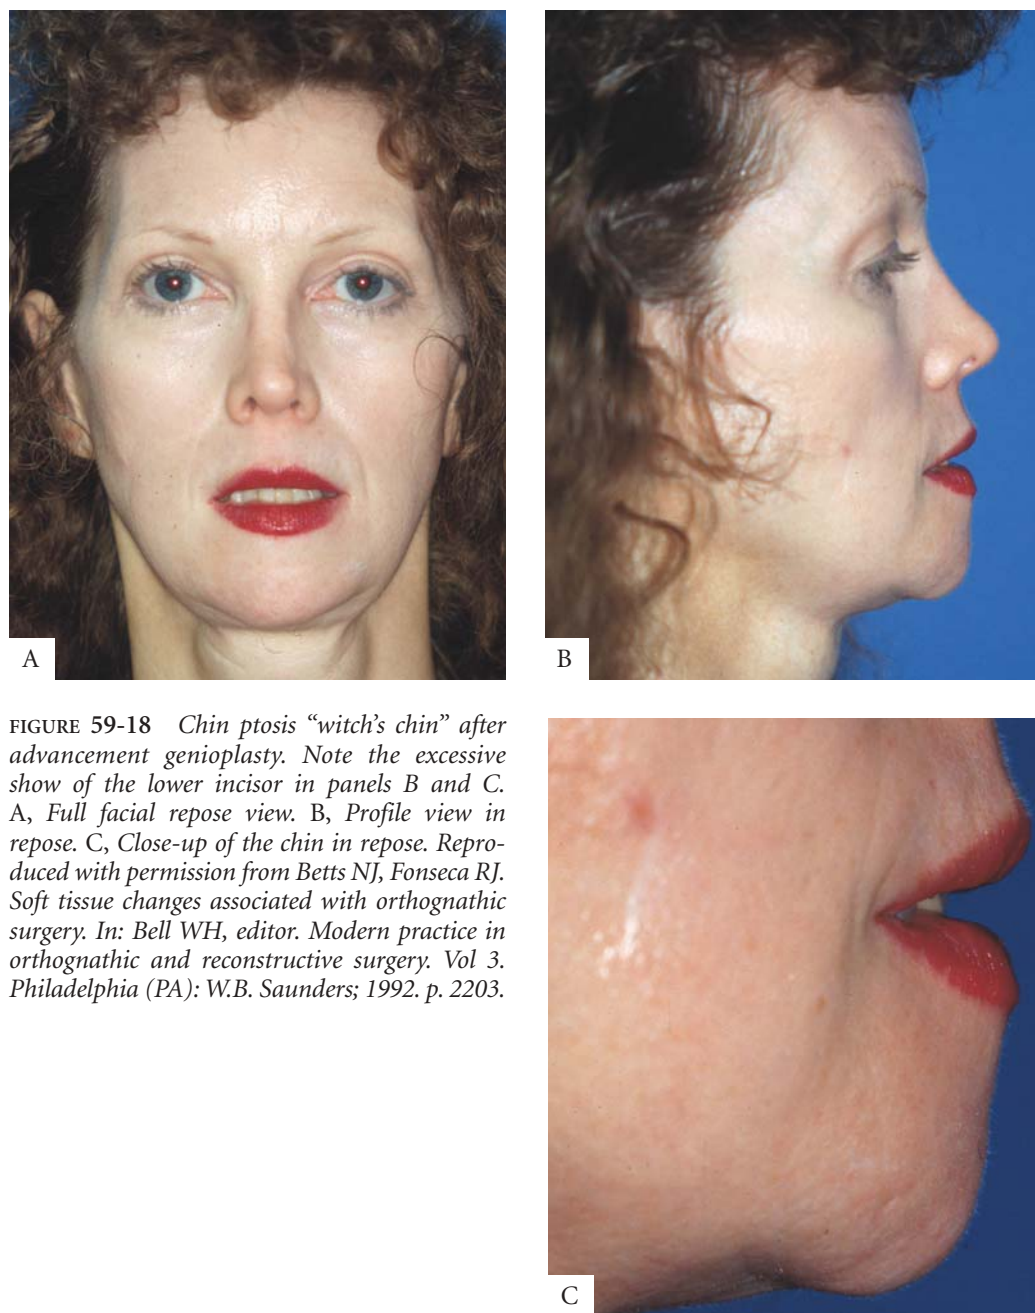 A
B
FIGURE 59-18 Chin ptosis “witch’s chin” after
advancement genioplasty. Note the excessive
show of the lower incisor in panels B and C.
A, Full facial repose view. B, Profile view in
repose. C, Close-up of the chin in repose. Repro-
duced with permission from Betts NJ, Fonseca RJ.
Soft tissue changes associated with orthognathic
surgery. In: Bell WH, editor. Modern practice in
orthognathic and reconstructive surgery. Vol 3.
Philadelphia (PA): W.B. Saunders; 1992. p. 2203.
C